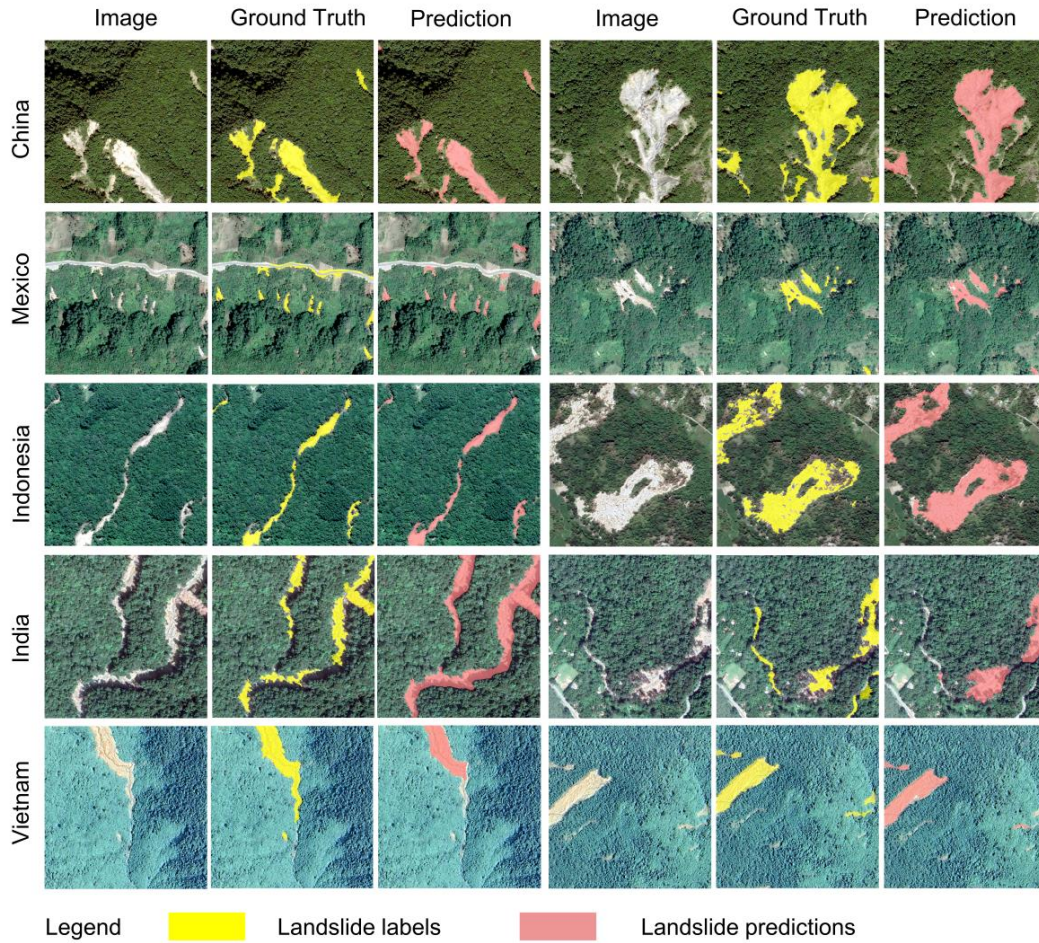 Image Ground Truth Prediction Image Ground Truth Prediction
China
Mexico
Indonesia
India
Vietnam
Legend Landslide labels Landslide predictions